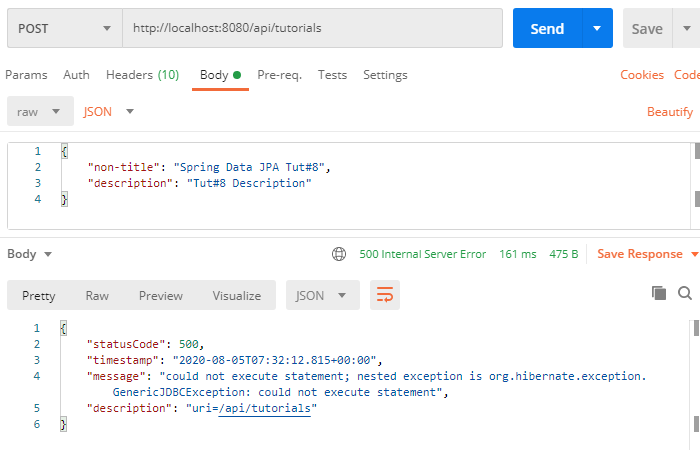 POST http://localhost:8080/api/tutorials Send Save
Params Auth Headers (10) Body Pre-req. Tests Settings Cookies Code
raw JSON Beautify
1 {
2 "non-title": "Spring Data JPA Tut#8",
3 "description": "Tut#8 Description"
4 }
Body 500 Internal Server Error 161 ms 475 B Save Response
Pretty Raw Preview Visualize JSON
1 {
2 "statusCode": 500,
3 "timestamp": "2020-08-05T07:32:12.815+00:00",
4 "message": "could not execute statement; nested exception is org.hibernate.exception.
GenericJDBCException: could not execute statement",
5 "description": "uri=/api/tutorials"
6 }